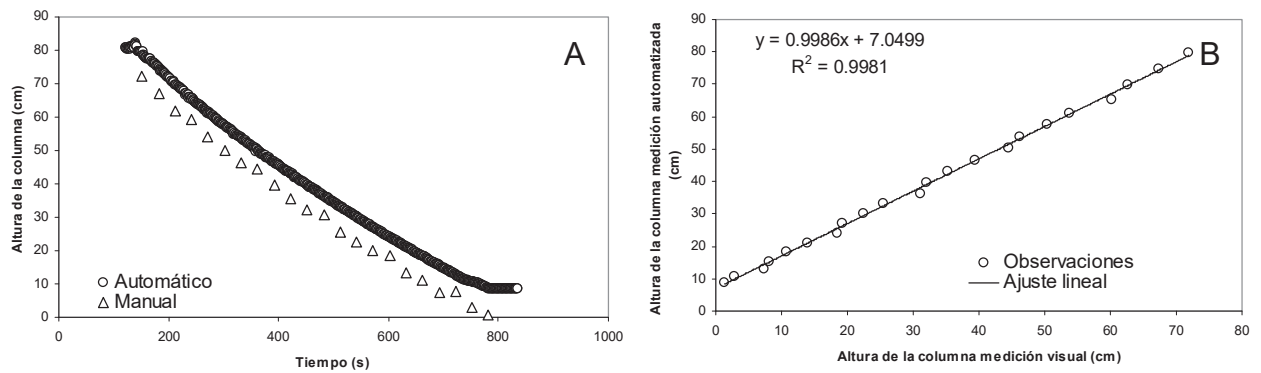 90
80
70
60
50
40
30
20
10
0
Altura de la columna (cm)
A
Automático
Manual
0 200 400 600 800 1000
Tiempo (s)
90
80
70
60
50
40
30
20
10
0
Altura de la columna medición automatizada
(cm)
y = 0.9986x + 7.0499
R² = 0.9981
B
Observaciones
Ajuste lineal
0 10 20 30 40 50 60 70 80
Altura de la columna medición visual (cm)